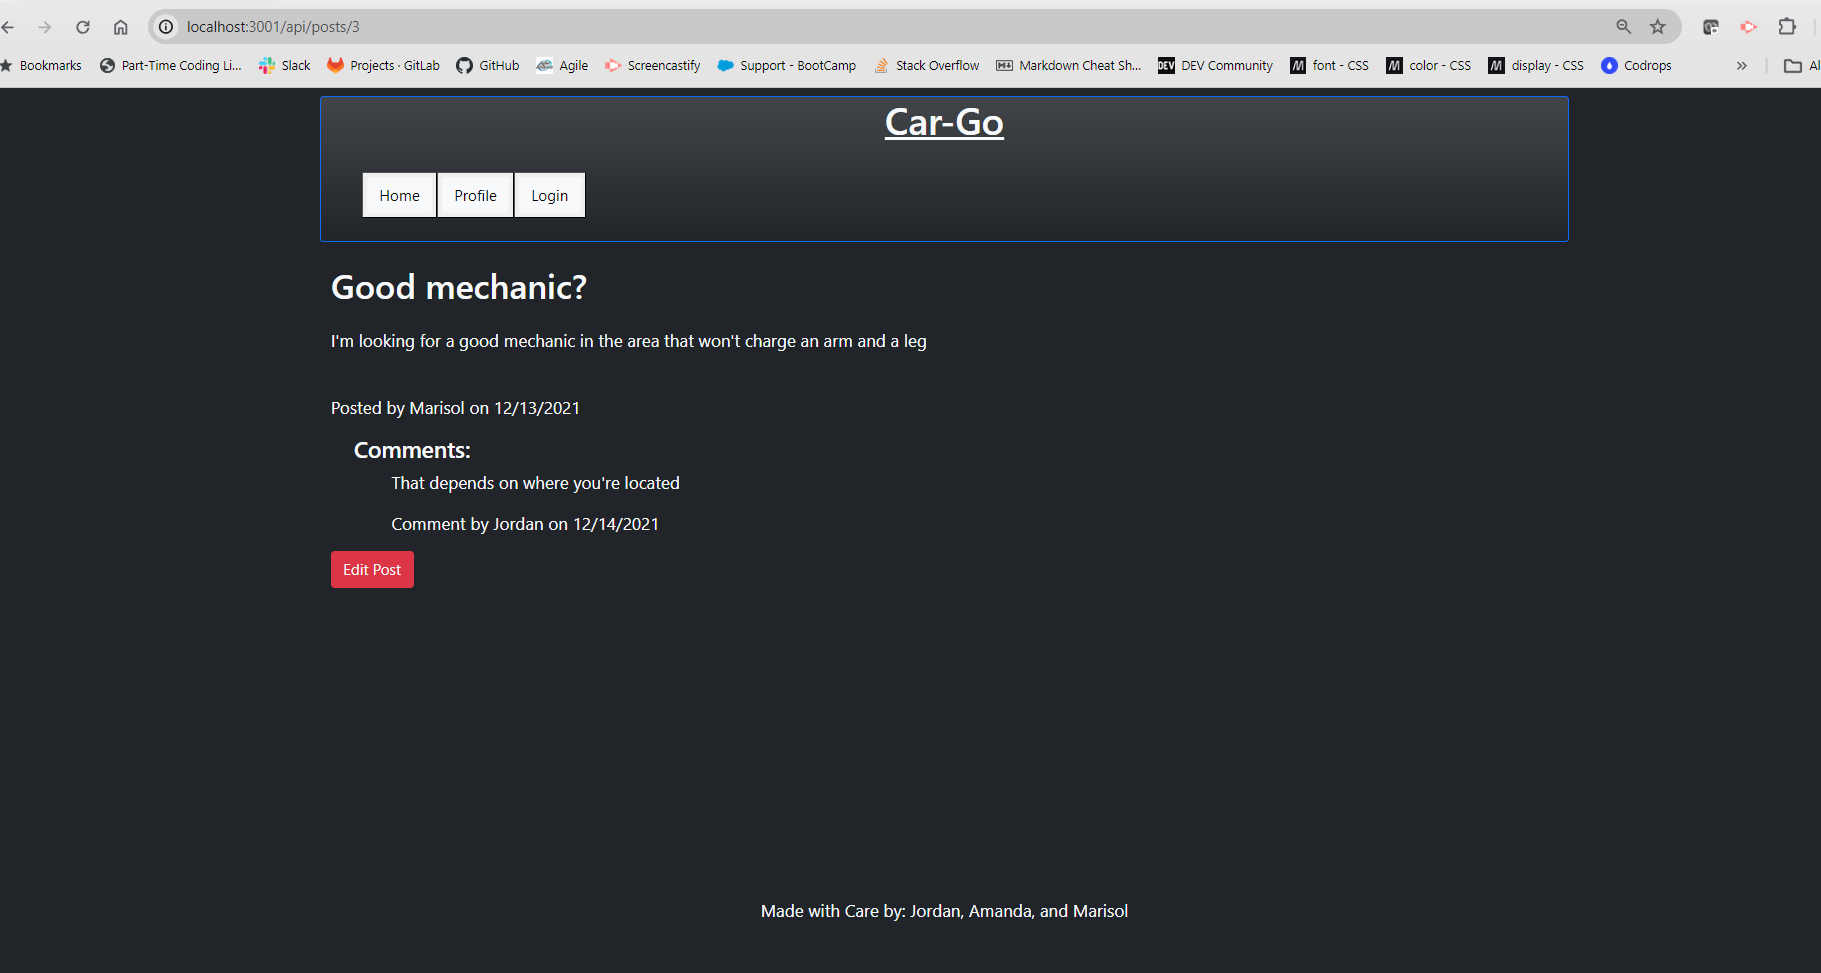 localhost:3001/api/posts/3
Bookmarks Part-Time Coding Li... Slack Projects · GitLab GitHub Agile Screencastify Support - BootCamp Stack Overflow Markdown Cheat Sh... DEV DEV Community font - CSS color - CSS display - CSS Codrops » Al
Car-Go
Home Profile Login
Good mechanic?
I'm looking for a good mechanic in the area that won't charge an arm and a leg
Posted by Marisol on 12/13/2021
Comments:
That depends on where you're located
Comment by Jordan on 12/14/2021
Edit Post
Made with Care by: Jordan, Amanda, and Marisol